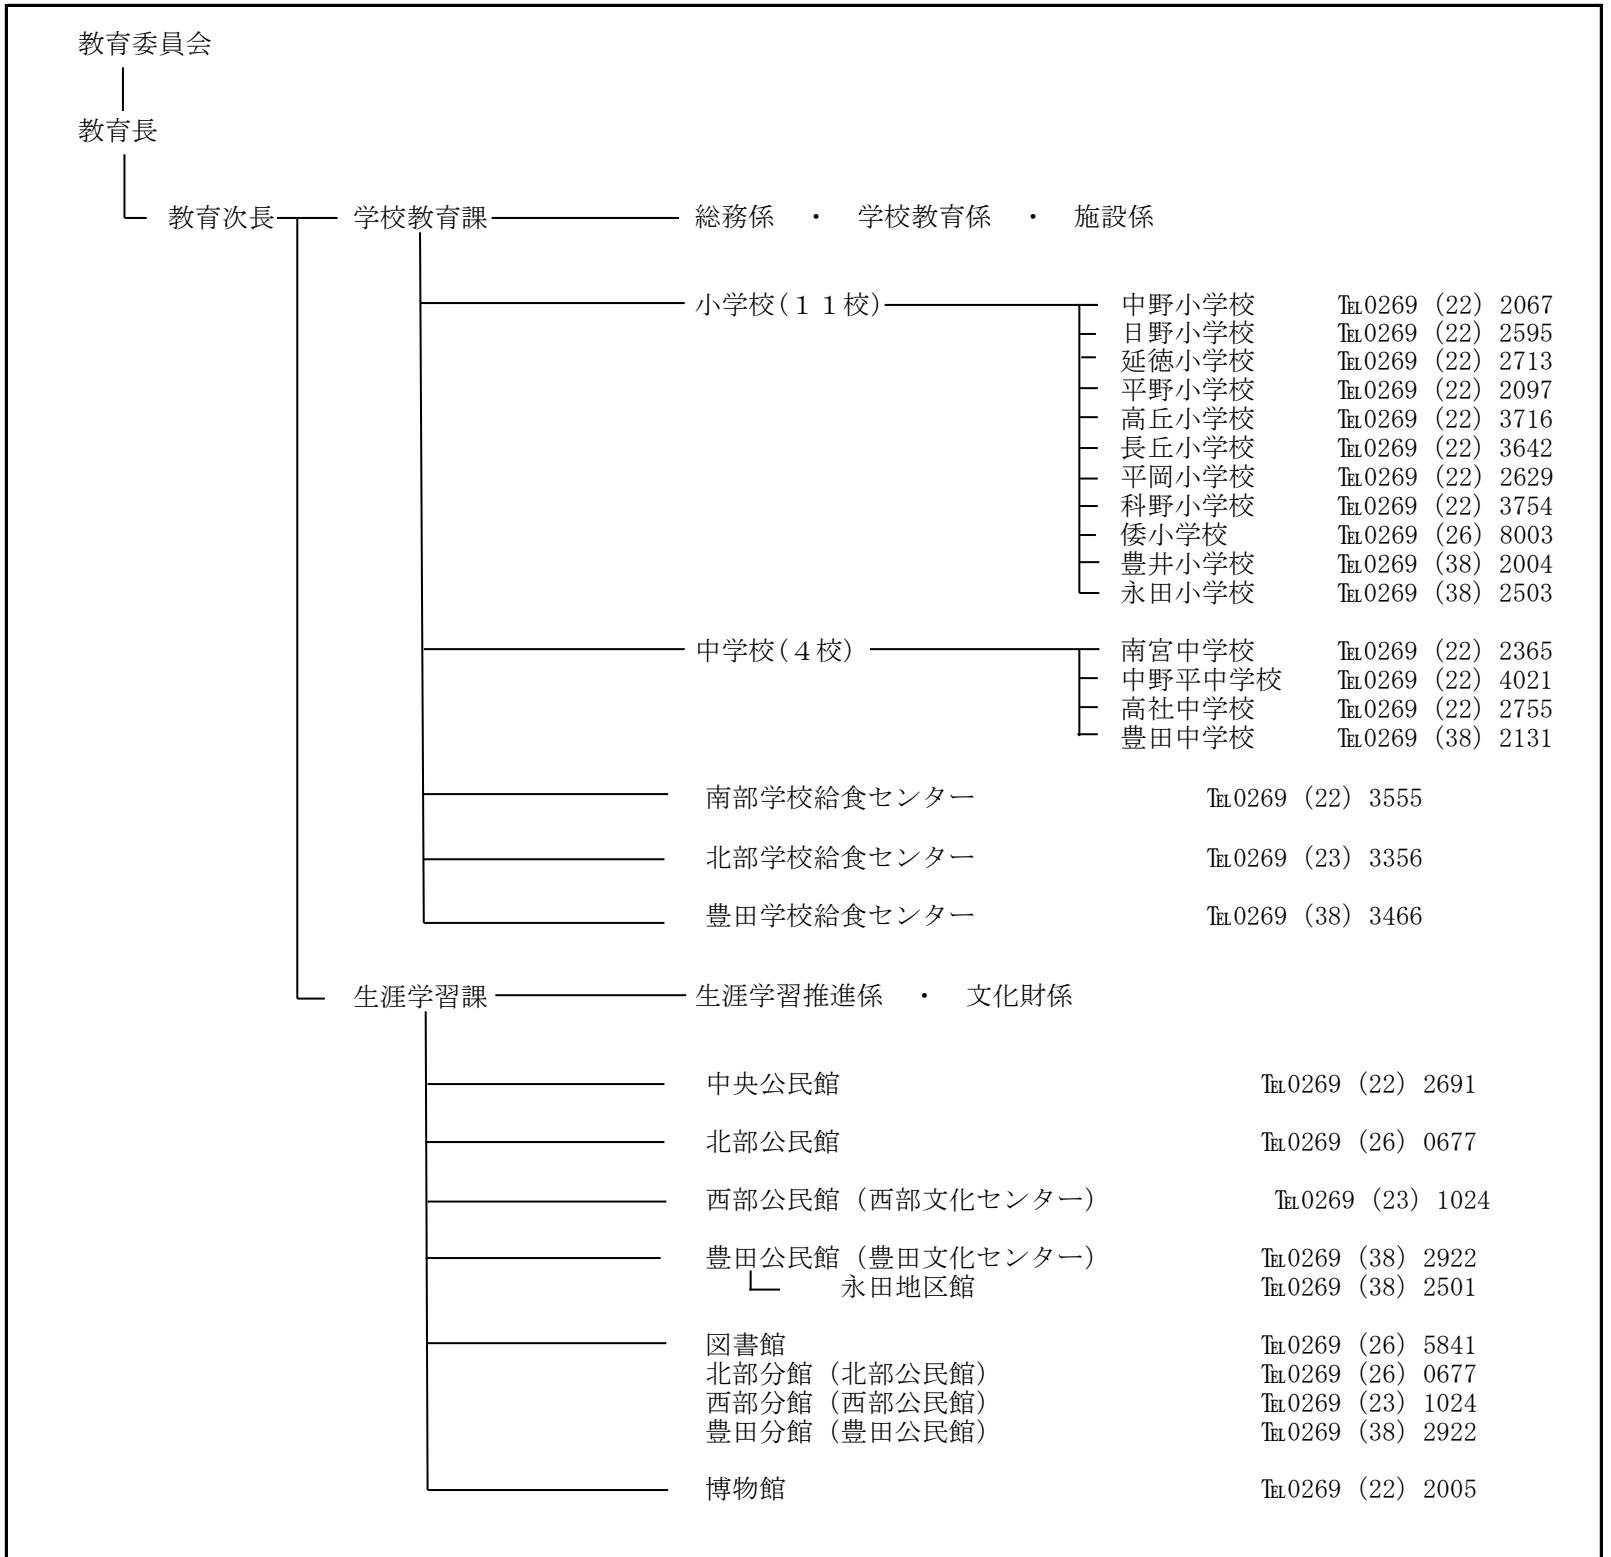 教育委員会
教育長
教育次長 学校教育課 総務係 ・ 学校教育係 ・ 施設係
小学校(１１校) 中野小学校 ℡0269 (22) 2067
日野小学校 ℡0269 (22) 2595
延徳小学校 ℡0269 (22) 2713
平野小学校 ℡0269 (22) 2097
高丘小学校 ℡0269 (22) 3716
長丘小学校 ℡0269 (22) 3642
平岡小学校 ℡0269 (22) 2629
科野小学校 ℡0269 (22) 3754
倭小学校 ℡0269 (26) 8003
豊井小学校 ℡0269 (38) 2004
永田小学校 ℡0269 (38) 2503
中学校(４校) 南宮中学校 ℡0269 (22) 2365
中野平中学校 ℡0269 (22) 4021
高社中学校 ℡0269 (22) 2755
豊田中学校 ℡0269 (38) 2131
南部学校給食センター ℡0269 (22) 3555
北部学校給食センター ℡0269 (23) 3356
豊田学校給食センター ℡0269 (38) 3466
生涯学習課 生涯学習推進係 ・ 文化財係
中央公民館 ℡0269 (22) 2691
北部公民館 ℡0269 (26) 0677
西部公民館（西部文化センター） ℡0269 (23) 1024
豊田公民館（豊田文化センター） ℡0269 (38) 2922
永田地区館 ℡0269 (38) 2501
図書館 ℡0269 (26) 5841
北部分館（北部公民館） ℡0269 (26) 0677
西部分館（西部公民館） ℡0269 (23) 1024
豊田分館（豊田公民館） ℡0269 (38) 2922
博物館 ℡0269 (22) 2005